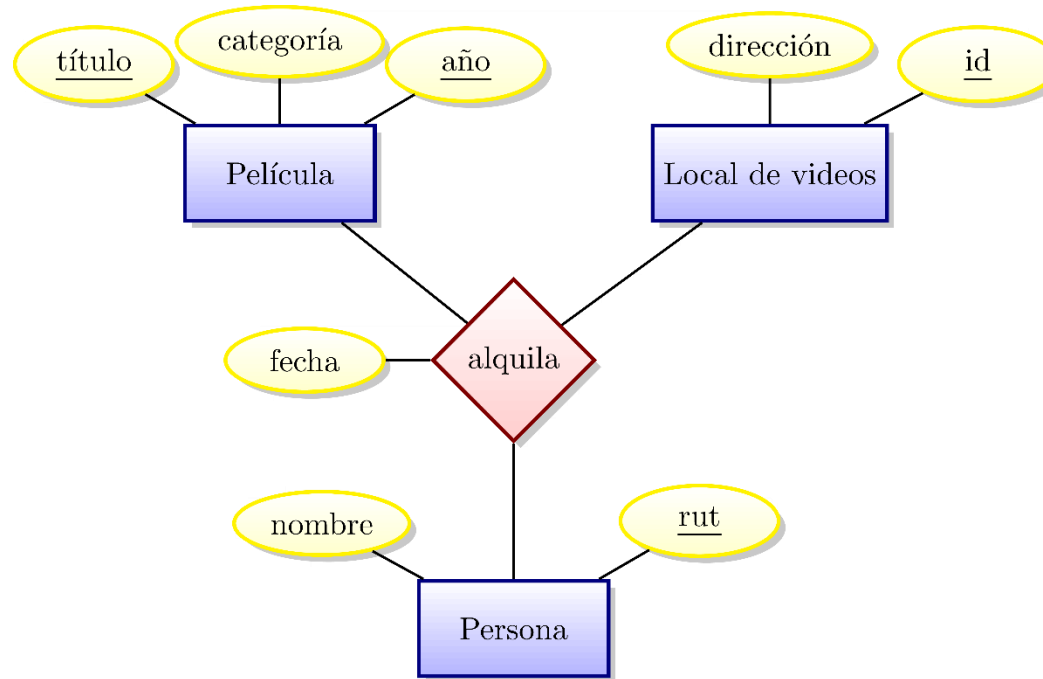 título
categoría
año
dirección
id
Película
Local de videos
fecha
alquila
nombre
rut
Persona